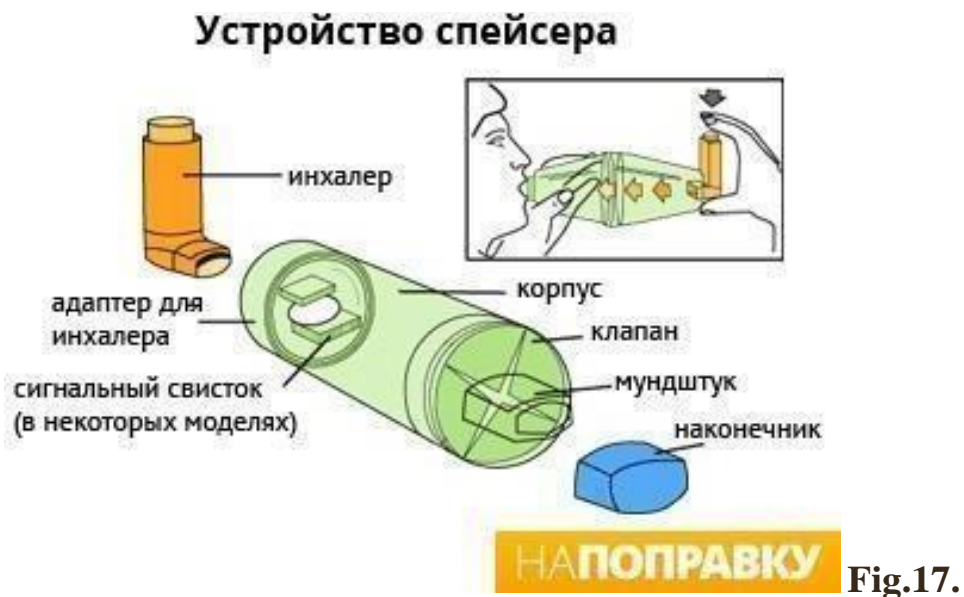 Устройство спейсера
инхалер
корпус
адаптер для
инхалера
клапан
сигнальный свисток
(в некоторых моделях)
мундштук
наконечник
НАПОПРАВКУ
Fig.17.